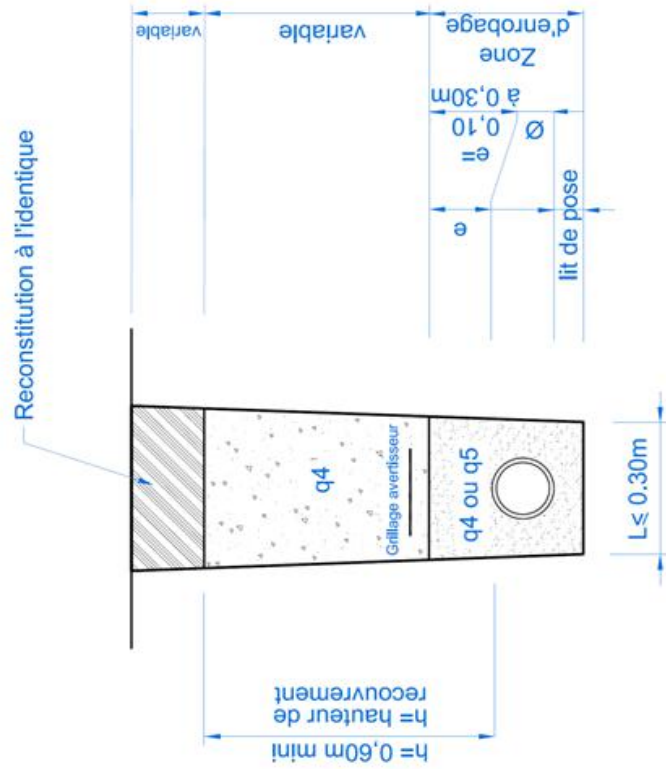 Reconstitution à l'identique
variable
variable
Zone
d'enrobage
e=
0,10
à 0,30m
Ø
e
lit de pose
q4
Grillage avertisseur
q4 ou q5
L≤ 0.30m
h= hauteur de
recouvrement
h= 0,60m mini